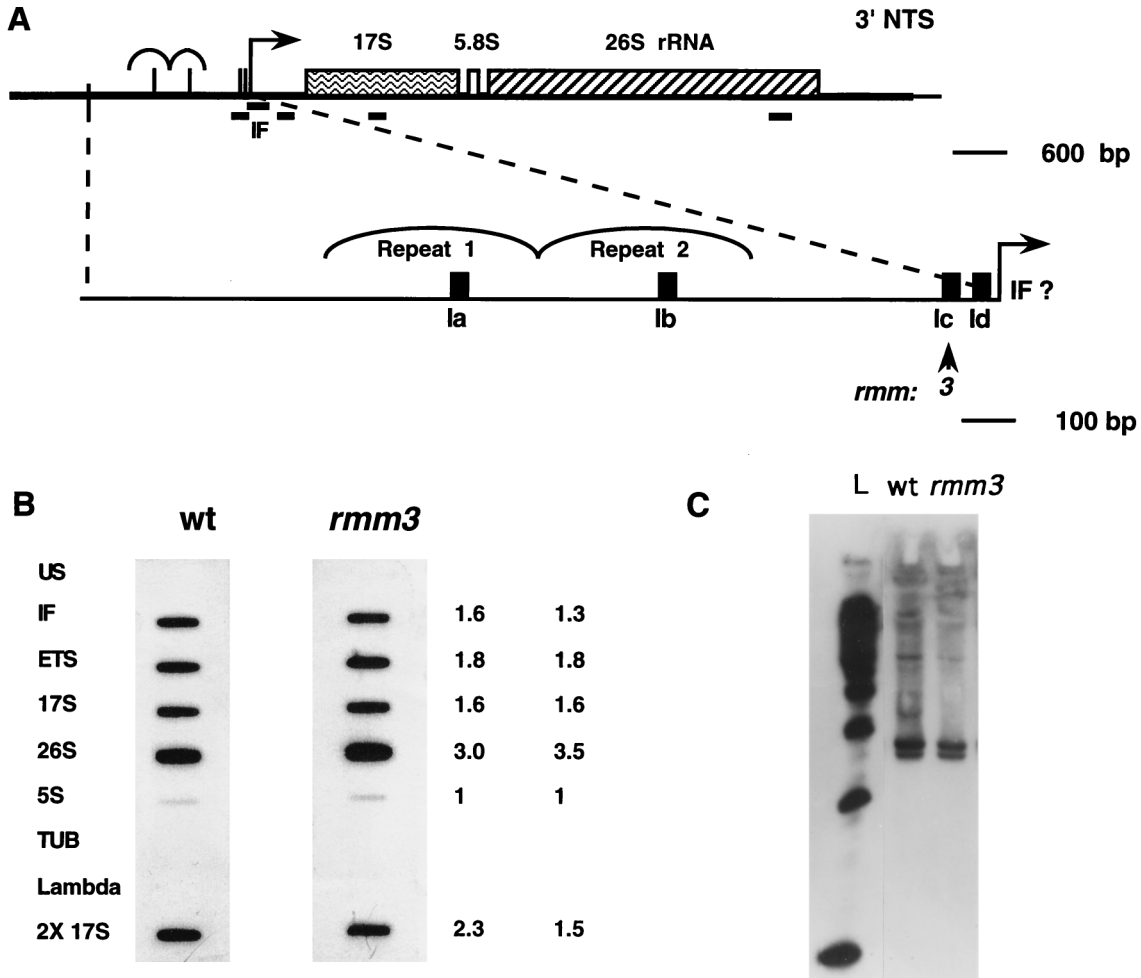 A
3' NTS
17S 5.8S 26S rRNA
IF
600 bp
Repeat 1 Repeat 2
IF ?
Ia Ib Ic Id
rmm: 3
100 bp
B
wt rmm3
US
IF 1.6 1.3
ETS 1.8 1.8
17S 1.6 1.6
26S 3.0 3.5
5S 1 1
TUB
Lambda
2X 17S 2.3 1.5
C
L wt rmm3